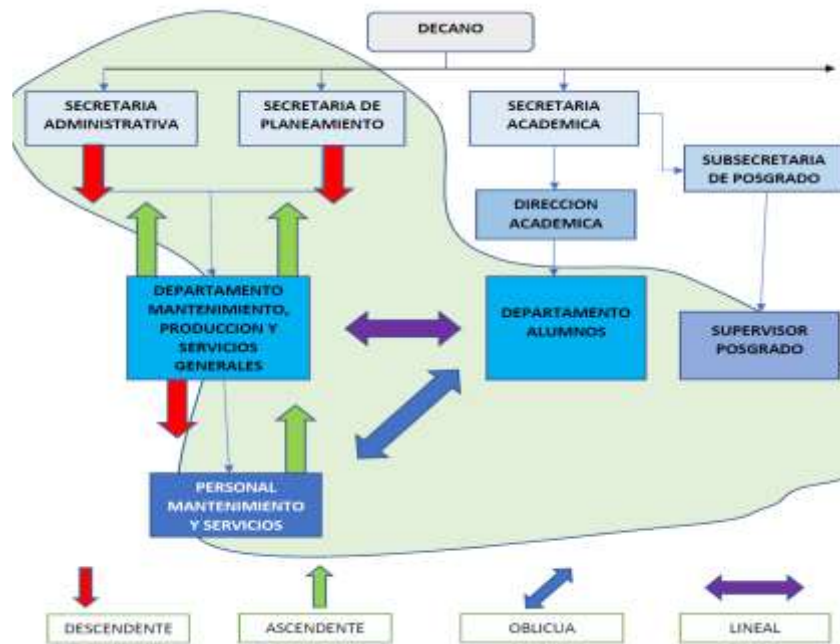 DECANO
SECRETARIA
ADMINISTRATIVA
SECRETARIA DE
PLANEAMIENTO
SECRETARIA
ACADEMICA
SUBSECRETARIA
DE POSGRADO
DIRECCION
ACADEMICA
DEPARTAMENTO
MANTENIMIENTO,
PRODUCCION Y
SERVICIOS
GENERALES
DEPARTAMENTO
ALUMNOS
SUPERVISOR
POSGRADO
PERSONAL
MANTENIMIENTO
Y SERVICIOS
DESCENDENTE
ASCENDENTE
OBLICUA
LINEAL